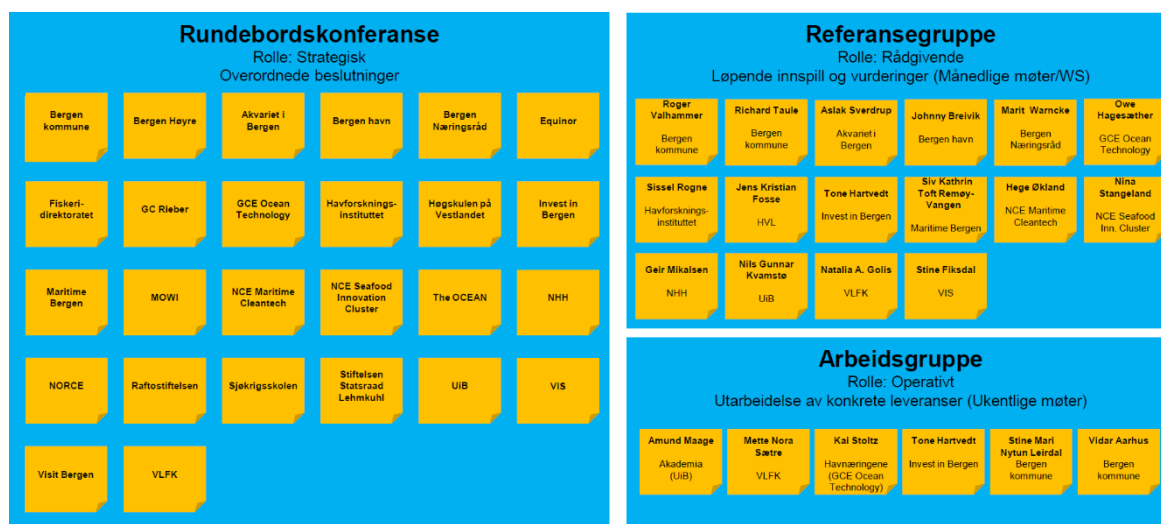 Rundebordskonferanse
Rolle: Strategisk
Overordnede beslutninger
Bergen
kommune
Bergen Høyre
Akvariet i
Bergen
Bergen havn
Bergen
Næringsråd
Equinor
Fiskeri-
direktoratet
GC Rieber
GCE Ocean
Technology
Havforsknings-
instituttet
Høgskulen på
Vestlandet
Invest in
Bergen
Maritime
Bergen
MOWI
NCE Maritime
Cleantech
NCE Seafood
Innovation
Cluster
The OCEAN
NHH
NORCE
Raftostiftelsen
Sjøkrigsskolen
Stiftelsen
Statsraad
Lehmkuhl
UiB
VIS
Visit Bergen
VLFK
Referansegruppe
Rolle: Rådgivende
Løpende innspill og vurderinger (Månedlige møter/WS)
Roger
Valhammer
Bergen
kommune
Richard Taule
Bergen
kommune
Aslak Sverdrup
Akvariet i
Bergen
Johnny Breivik
Bergen havn
Marit Warncke
Bergen
Næringsråd
Owe
Hagesæther
GCE Ocean
Technology
Sissel Rogne
Havforsknings-
instituttet
Jens Kristian
Fosse
HVL
Tone Hartvedt
Invest in Bergen
Siv Kathrin
Toft Remøy-
Vangen
Maritime Bergen
Hege Økland
NCE Maritime
Cleantech
Nina
Stangeland
NCE Seafood
Inn. Cluster
Geir Mikalsen
NHH
Nils Gunnar
Kvamstø
UiB
Natalia A. Golis
VLFK
Stine Fiksdal
VIS
Arbeidsgruppe
Rolle: Operativt
Utarbeidelse av konkrete leveranser (Ukentlige møter)
Amund Maage
Akademia
(UiB)
Mette Nora
Sætre
VLFK
Kai Stoltz
Havnæringene
(GCE Ocean
Technology)
Tone Hartvedt
Invest in Bergen
Stine Mari
Nytun Leirdal
Bergen
kommune
Vidar Aarhus
Bergen
kommune